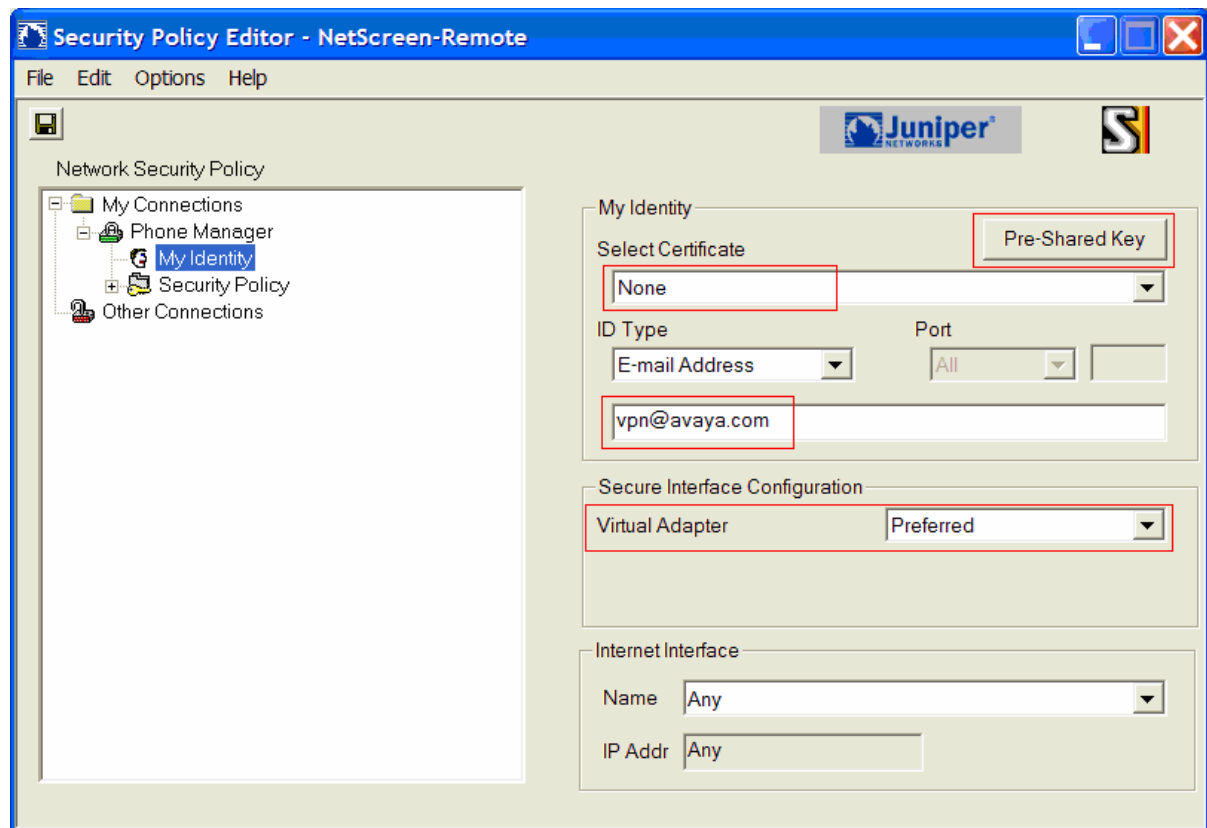 Security Policy Editor - NetScreen-Remote
File Edit Options Help
Juniper
NETWORKS
S
Network Security Policy
My Connections
Phone Manager
My Identity
Security Policy
Other Connections
My Identity
Pre-Shared Key
Select Certificate
None
ID Type
Port
E-mail Address
All
vpn@avaya.com
Secure Interface Configuration
Virtual Adapter
Preferred
Internet Interface
Name
Any
IP Addr
Any